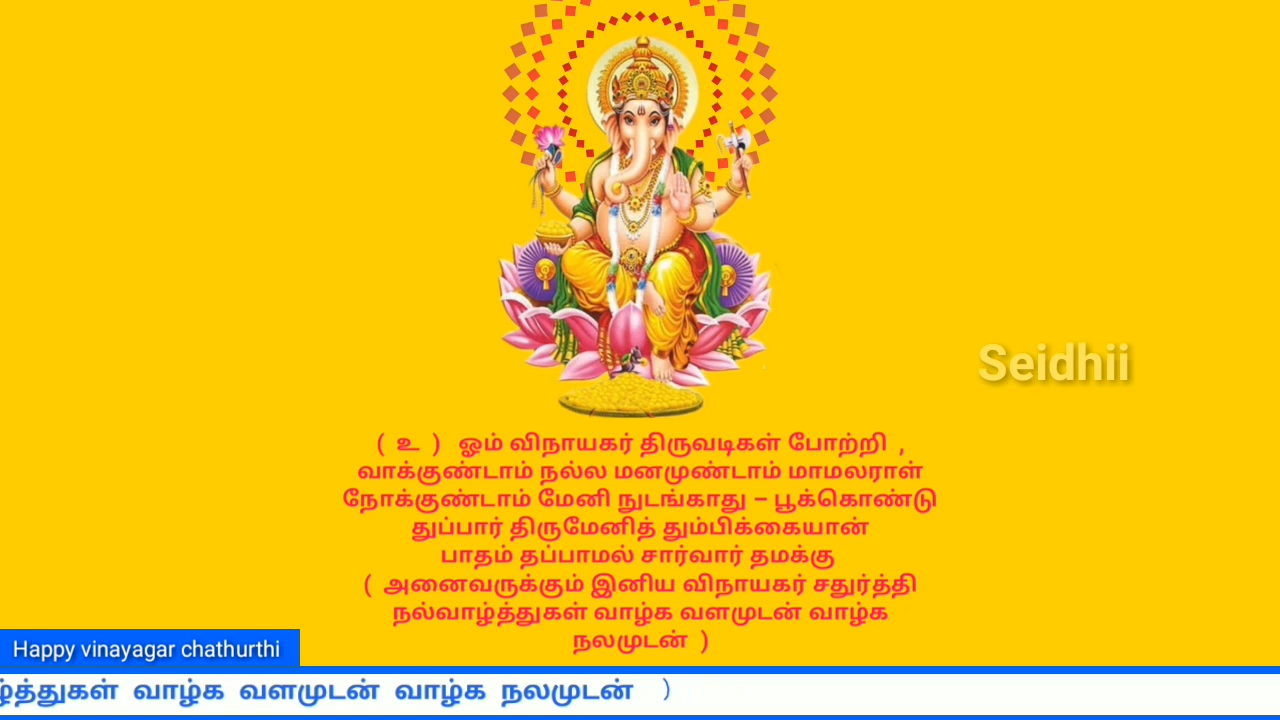 Seidhii
( உ ) ஓம் விநாயகர் திருவடிகள் போற்றி ,
வாக்குண்டாம் நல்ல மனமுண்டாம் மாமலராள்
நோக்குண்டாம் மேனி நுடங்காது – பூக்கொண்டு
துப்பார் திருமேனித் தும்பிக்கையான்
பாதம் தப்பாமல் சார்வார் தமக்கு
( அனைவருக்கும் இனிய விநாயகர் சதுர்த்தி
நல்வாழ்த்துகள் வாழ்க வளமுடன் வாழ்க
நலமுடன் )
Happy vinayagar chathurthi
ழ்த்துகள் வாழ்க வளமுடன் வாழ்க நலமுடன் )